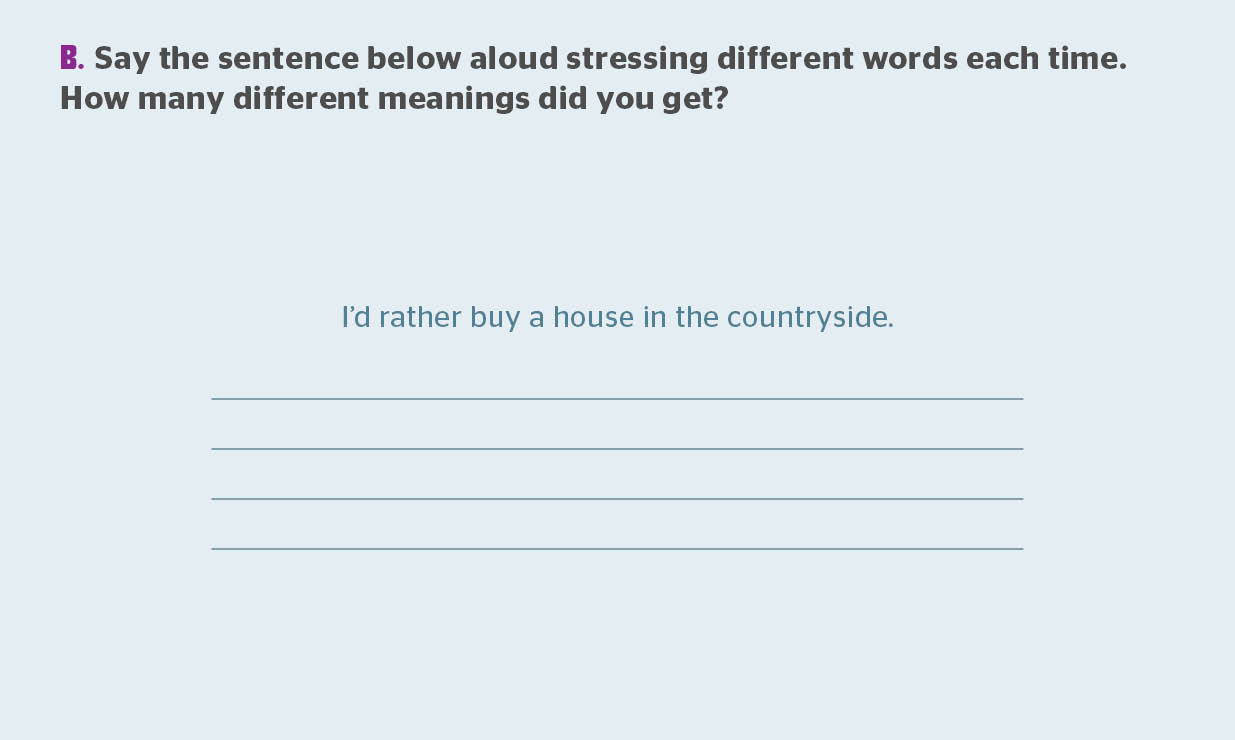 B. Say the sentence below aloud stressing different words each time.
How many different meanings did you get?
I’d rather buy a house in the countryside.